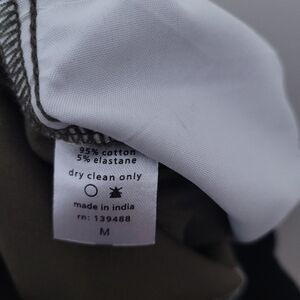 95% cotton
5% elastane
dry clean only
made in india
rn: 139488
M